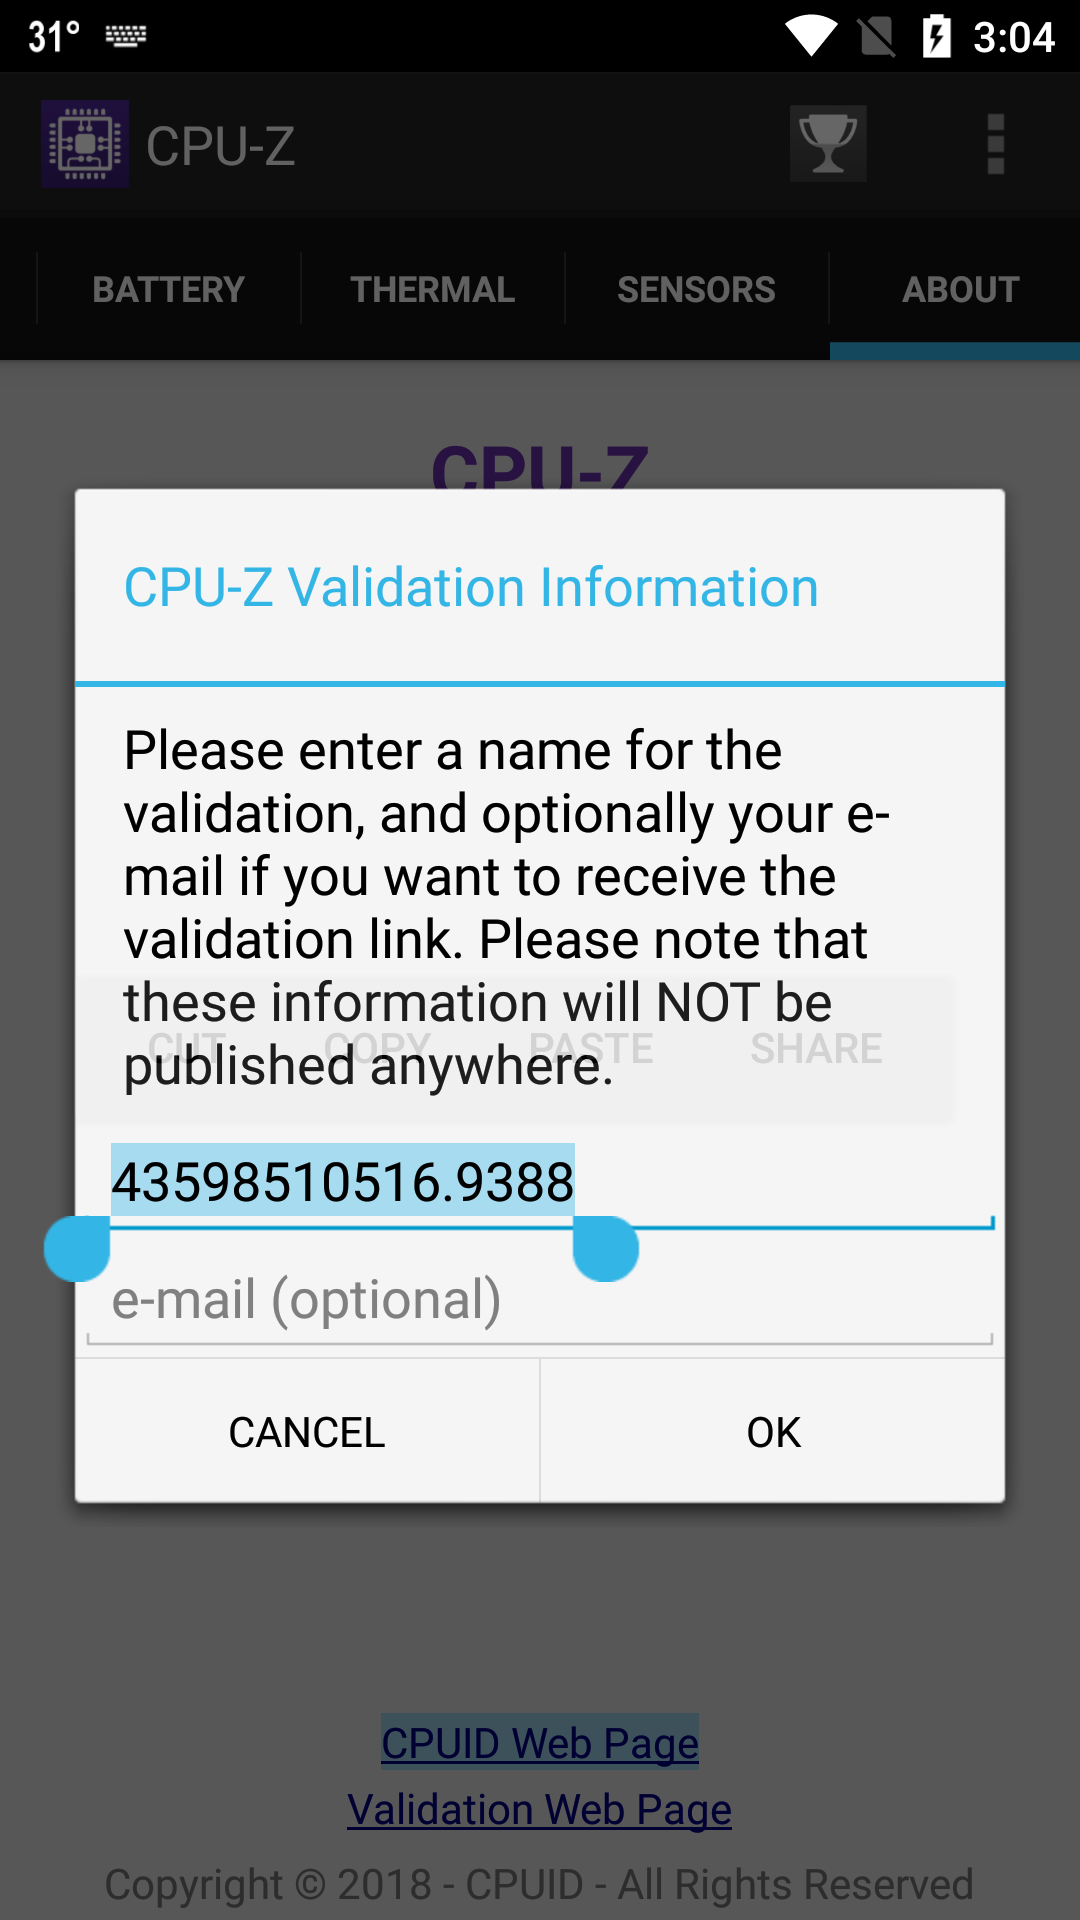 31° 3:04
CPU-Z
BATTERY THERMAL SENSORS ABOUT
CPU-Z
CPU-Z Validation Information
Please enter a name for the
validation, and optionally your e-
mail if you want to receive the
validation link. Please note that
these information will NOT be
CUT COPY PASTE SHARE
published anywhere.
43598510516.9388
e-mail (optional)
CANCEL OK
CPUID Web Page
Validation Web Page
Copyright © 2018 - CPUID - All Rights Reserved